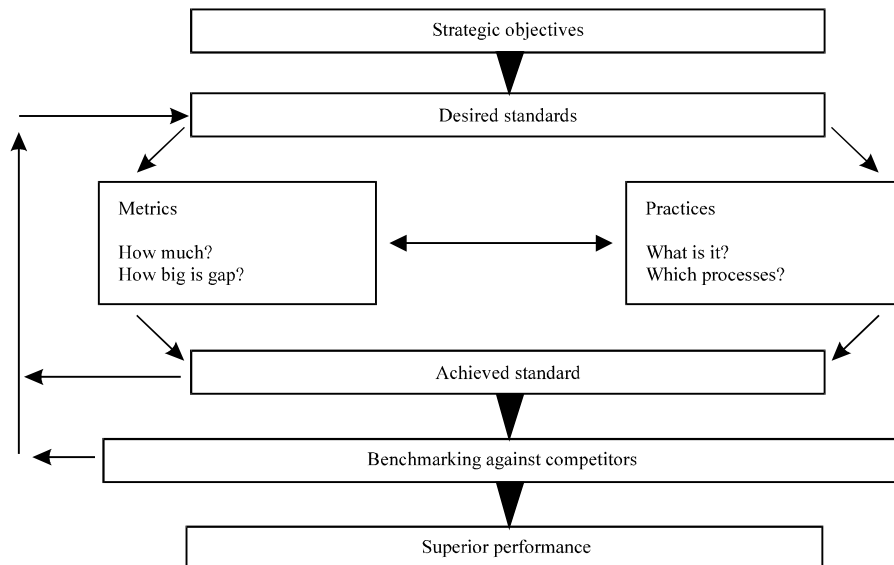 Strategic objectives
Desired standards
Metrics
How much?
How big is gap?
Practices
What is it?
Which processes?
Achieved standard
Benchmarking against competitors
Superior performance